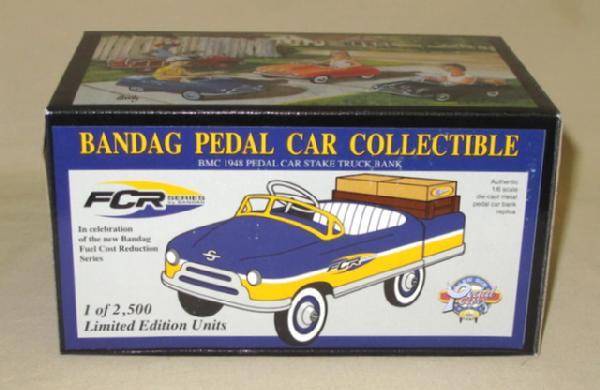 BANDAG PEDAL CAR COLLECTIBLE
BMC 1948 PEDAL CAR STAKE TRUCK BANK
FCR SERIES
by BANDAG
In celebration
of the new Bandag
Fuel Cost Reduction
Series
1 of 2,500
Limited Edition Units
Authentic
1/6 scale
die-cast metal
pedal car bank
replica
FCR